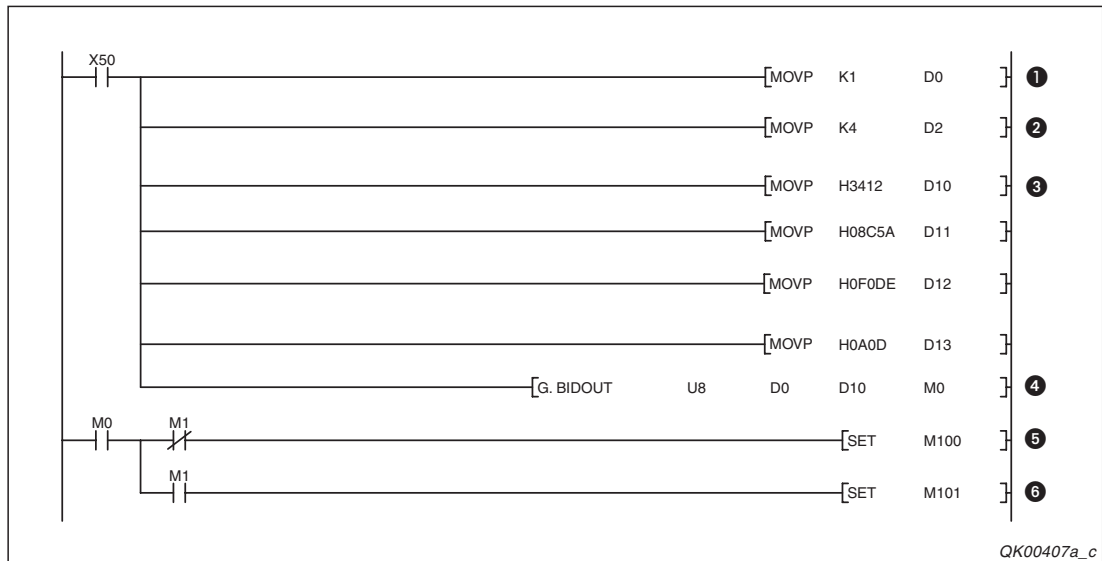 X50
MOVP K1 D0 1
MOVP K4 D2 2
MOVP H3412 D10 3
MOVP H08C5A D11
MOVP H0F0DE D12
MOVP H0A0D D13
G. BIDOUT U8 D0 D10 M0 4
M0 M1
SET M100 5
M1
SET M101 6
QK00407a_c